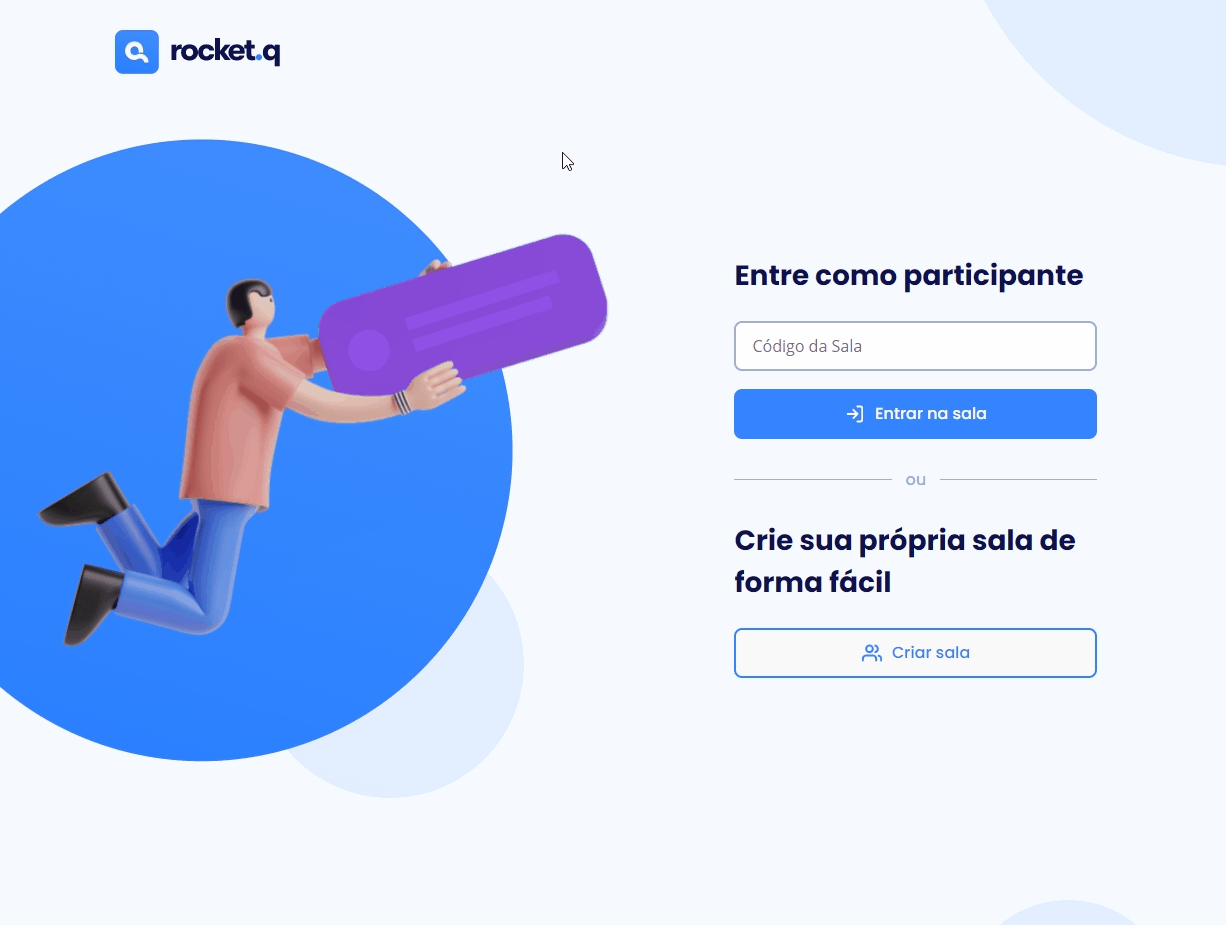 rocket.q
Entre como participante
Código da Sala
Entrar na sala
ou
Crie sua própria sala de
forma fácil
Criar sala